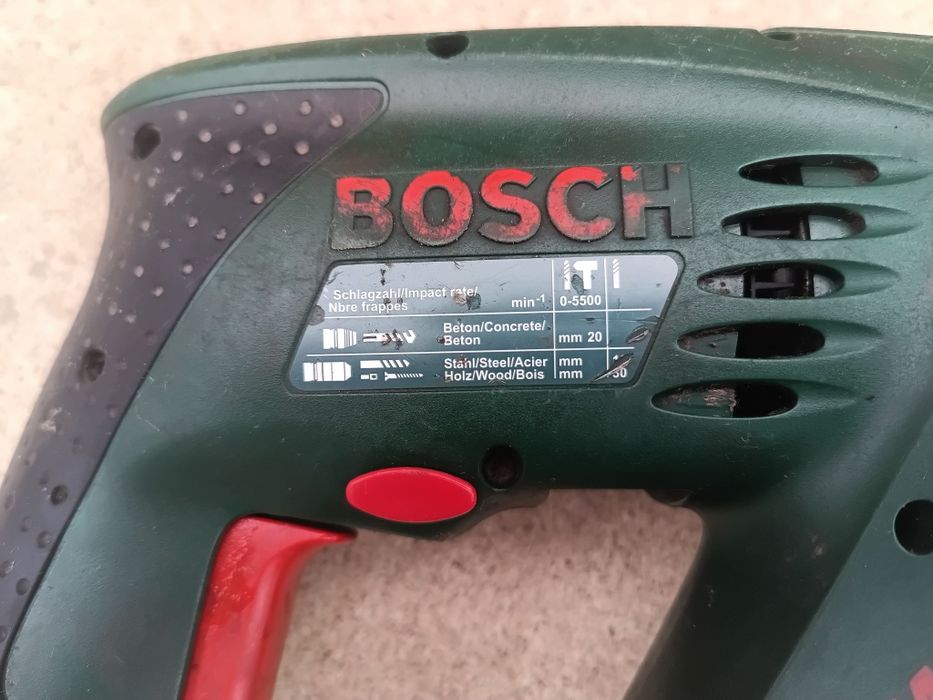 BOSCH
Schlagzahl/Impact rate/
Nbre frappes min-1 0-5500
Beton/Concrete/
Beton mm 20
Stahl/Steel/Acier mm
Holz/Wood/Bois mm